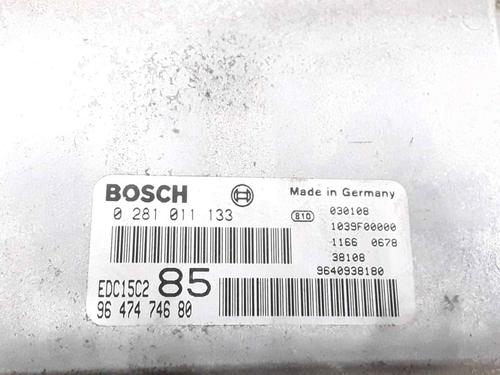 BOSCH
Made in Germany
0 281 011 133
810
030108
1039F00000
1166 0678
38108
9640938180
EDC15C2
85
96 474 746 80